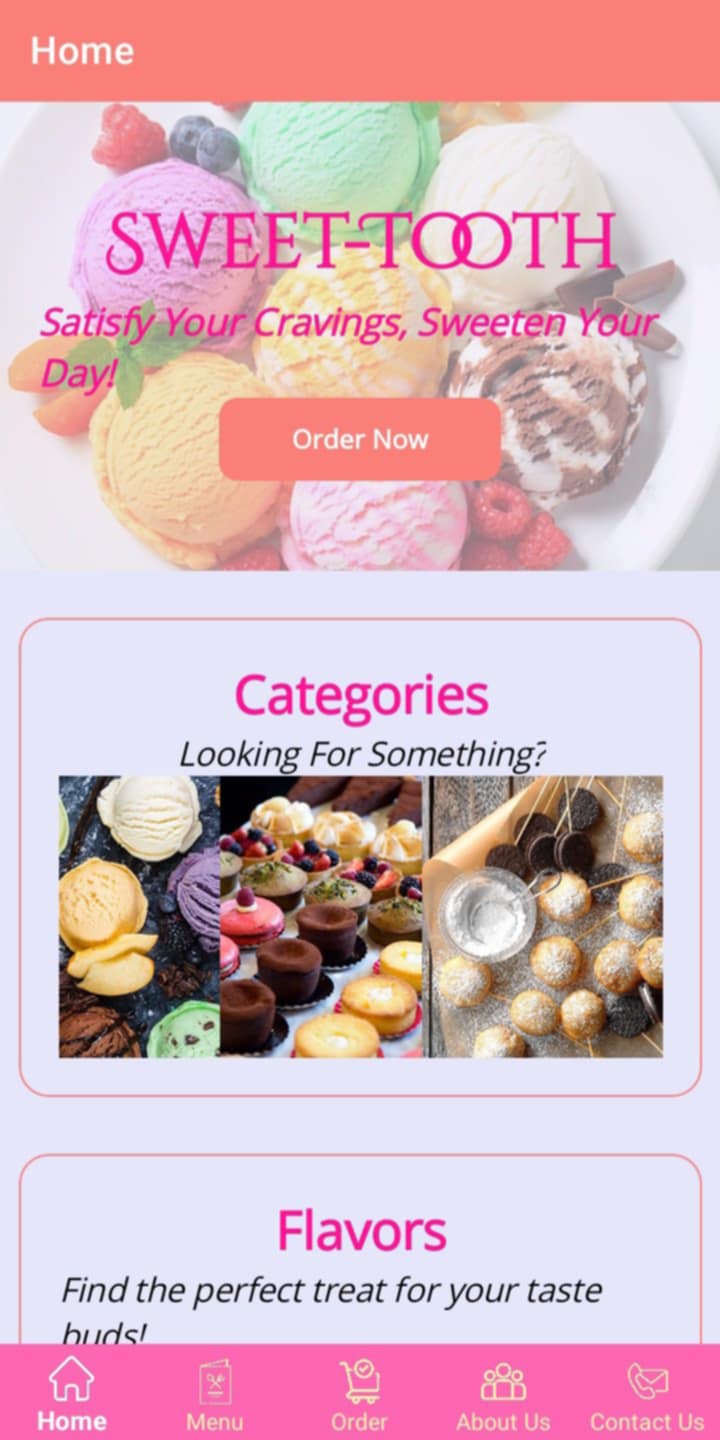 Home
SWEET-TOOTH
Satisfy Your Cravings, Sweeten Your
Day!
Order Now
Categories
Looking For Something?
Flavors
Find the perfect treat for your taste
buds!
Home
Menu
Order
About Us
Contact Us